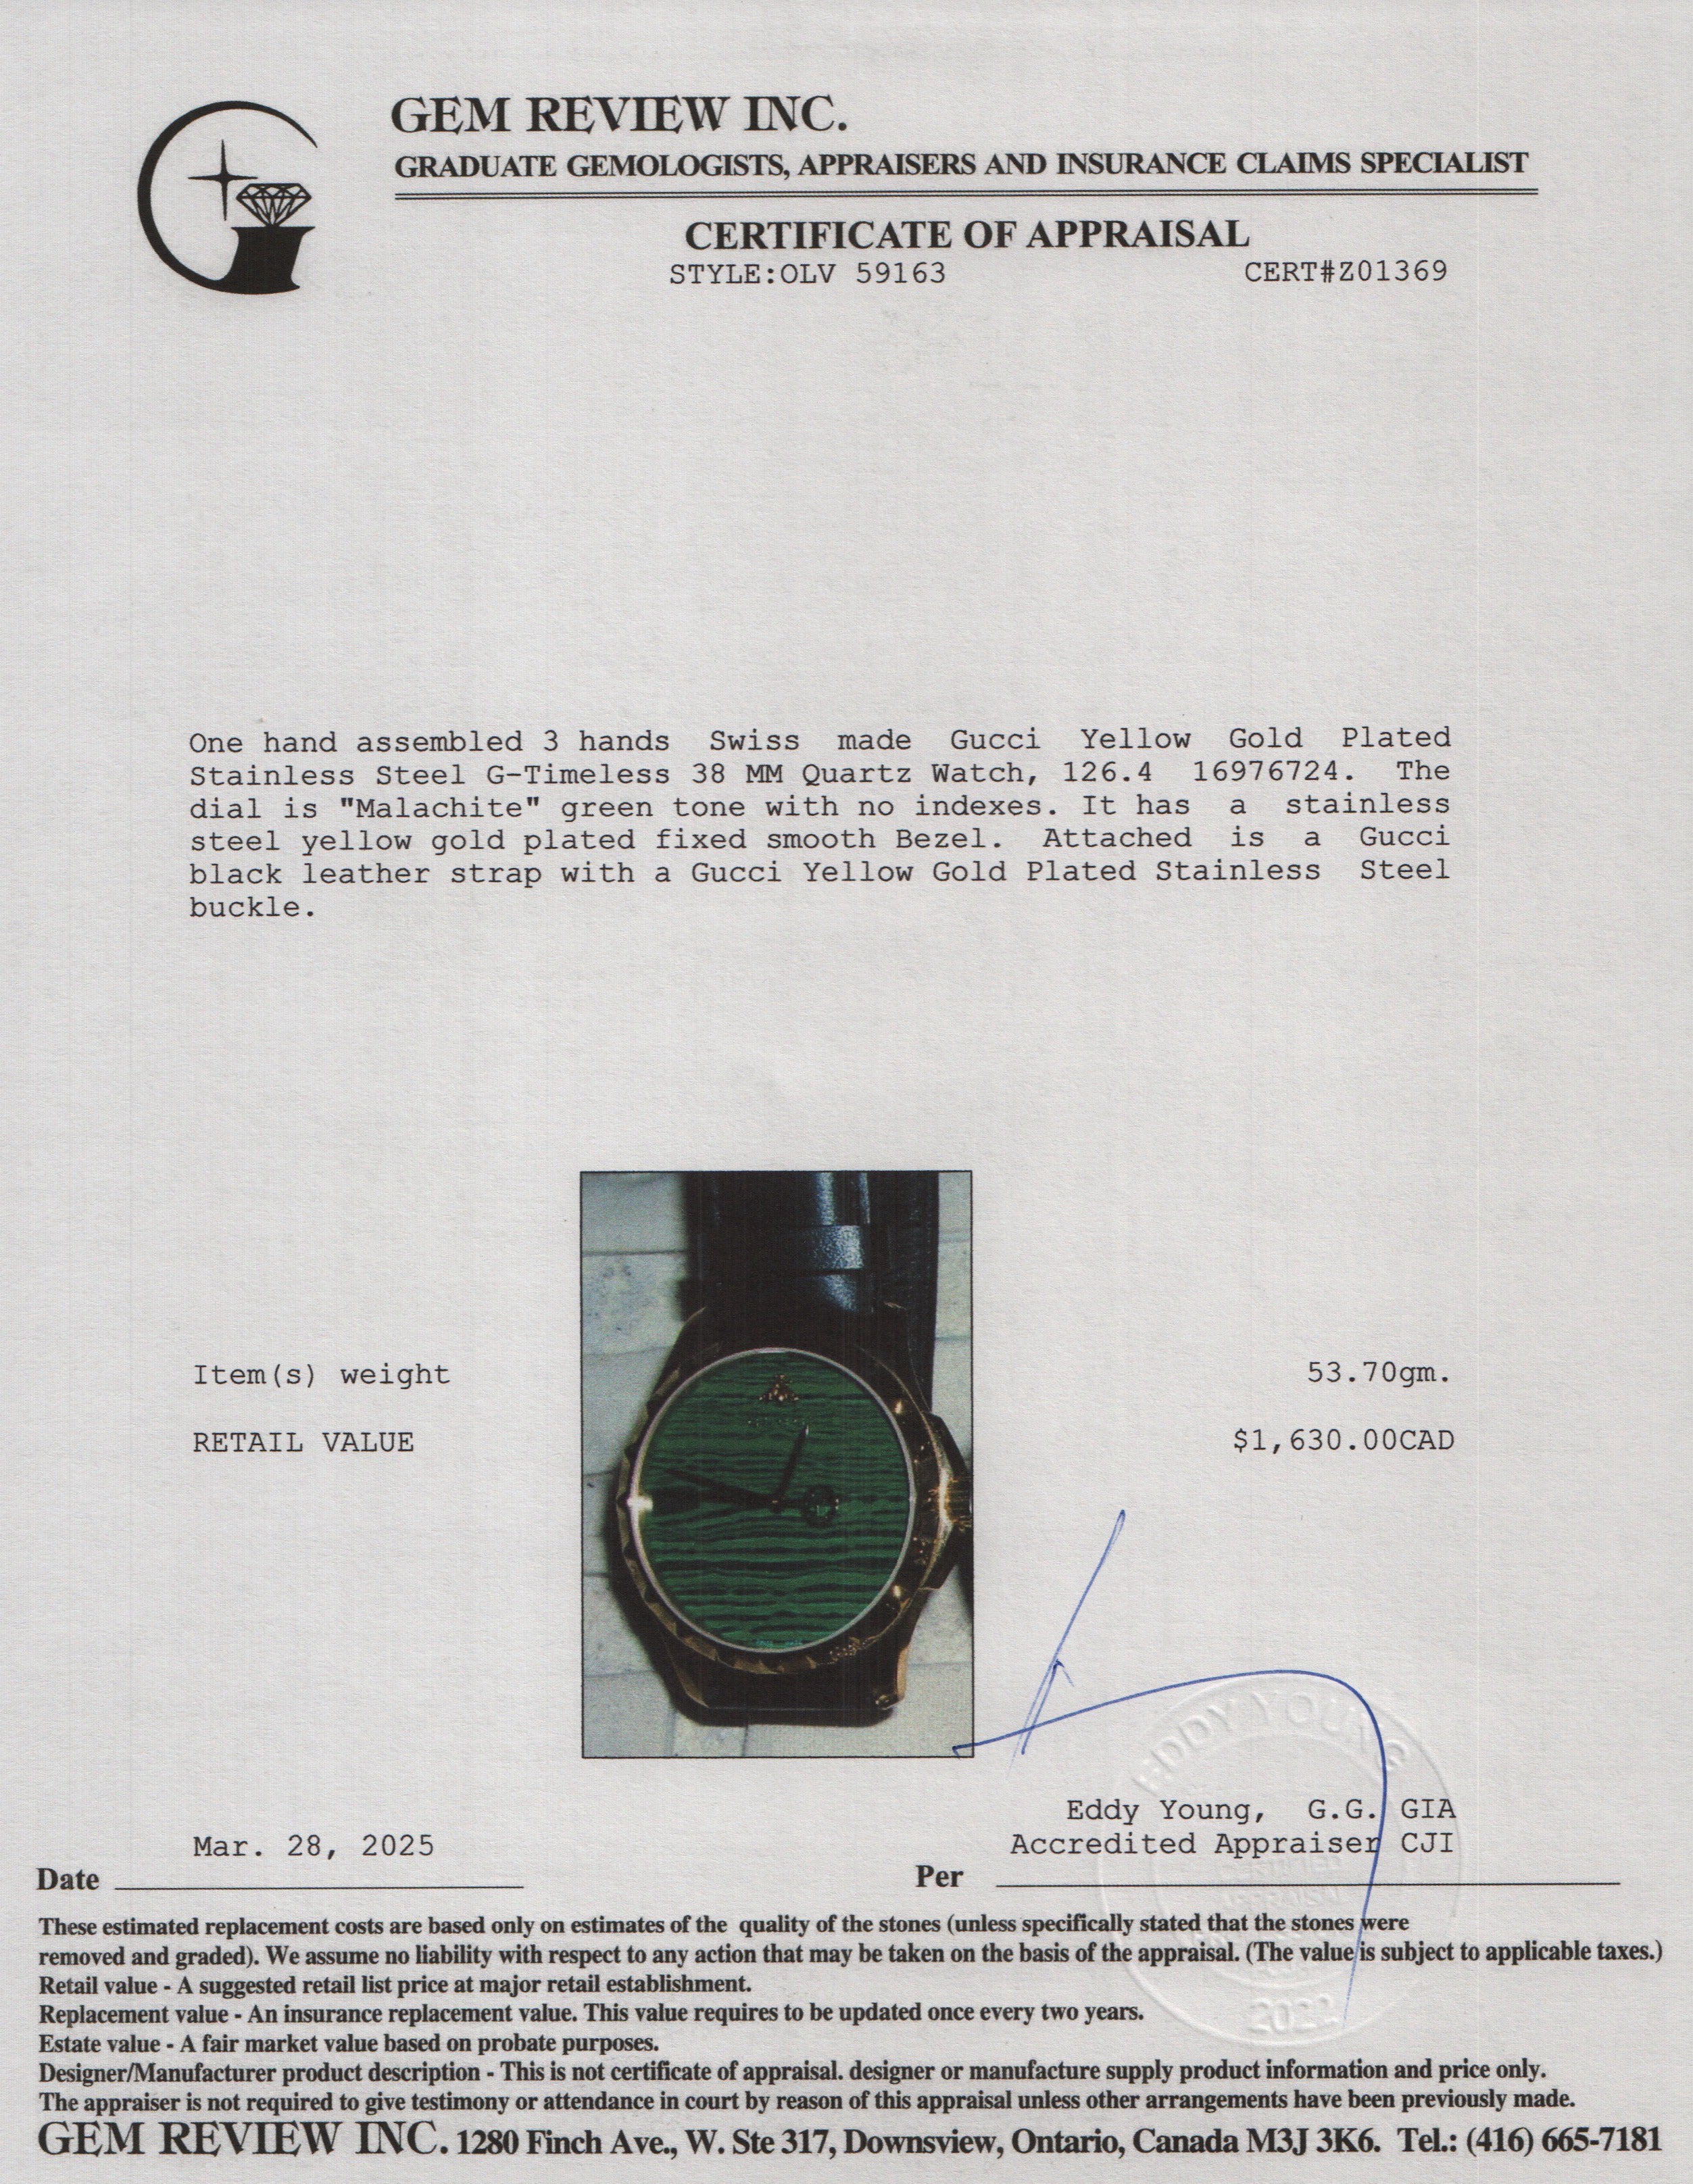 GEM REVIEW INC.
GRADUATE GEMOLOGISTS, APPRAISERS AND INSURANCE CLAIMS SPECIALIST
CERTIFICATE OF APPRAISAL
STYLE:OLV 59163 CERT#Z01369
One hand assembled 3 hands Swiss made Gucci Yellow Gold Plated
Stainless Steel G-Timeless 38 MM Quartz Watch, 126.4 16976724. The
dial is "Malachite" green tone with no indexes. It has a stainless
steel yellow gold plated fixed smooth Bezel. Attached is a Gucci
black leather strap with a Gucci Yellow Gold Plated Stainless Steel
buckle.
Item(s) weight 53.70gm.
RETAIL VALUE $1,630.00CAD
EDDY YOUNG
2022
Eddy Young, G.G. GIA
Mar. 28, 2025 Accredited Appraiser CJI
Date Per
These estimated replacement costs are based only on estimates of the quality of the stones (unless specifically stated that the stones were
removed and graded). We assume no liability with respect to any action that may be taken on the basis of the appraisal. (The value is subject to applicable taxes.)
Retail value - A suggested retail list price at major retail establishment.
Replacement value - An insurance replacement value. This value requires to be updated once every two years.
Estate value - A fair market value based on probate purposes.
Designer/Manufacturer product description - This is not certificate of appraisal. designer or manufacture supply product information and price only.
The appraiser is not required to give testimony or attendance in court by reason of this appraisal unless other arrangements have been previously made.
GEM REVIEW INC. 1280 Finch Ave., W. Ste 317, Downsview, Ontario, Canada M3J 3K6. Tel.: (416) 665-7181